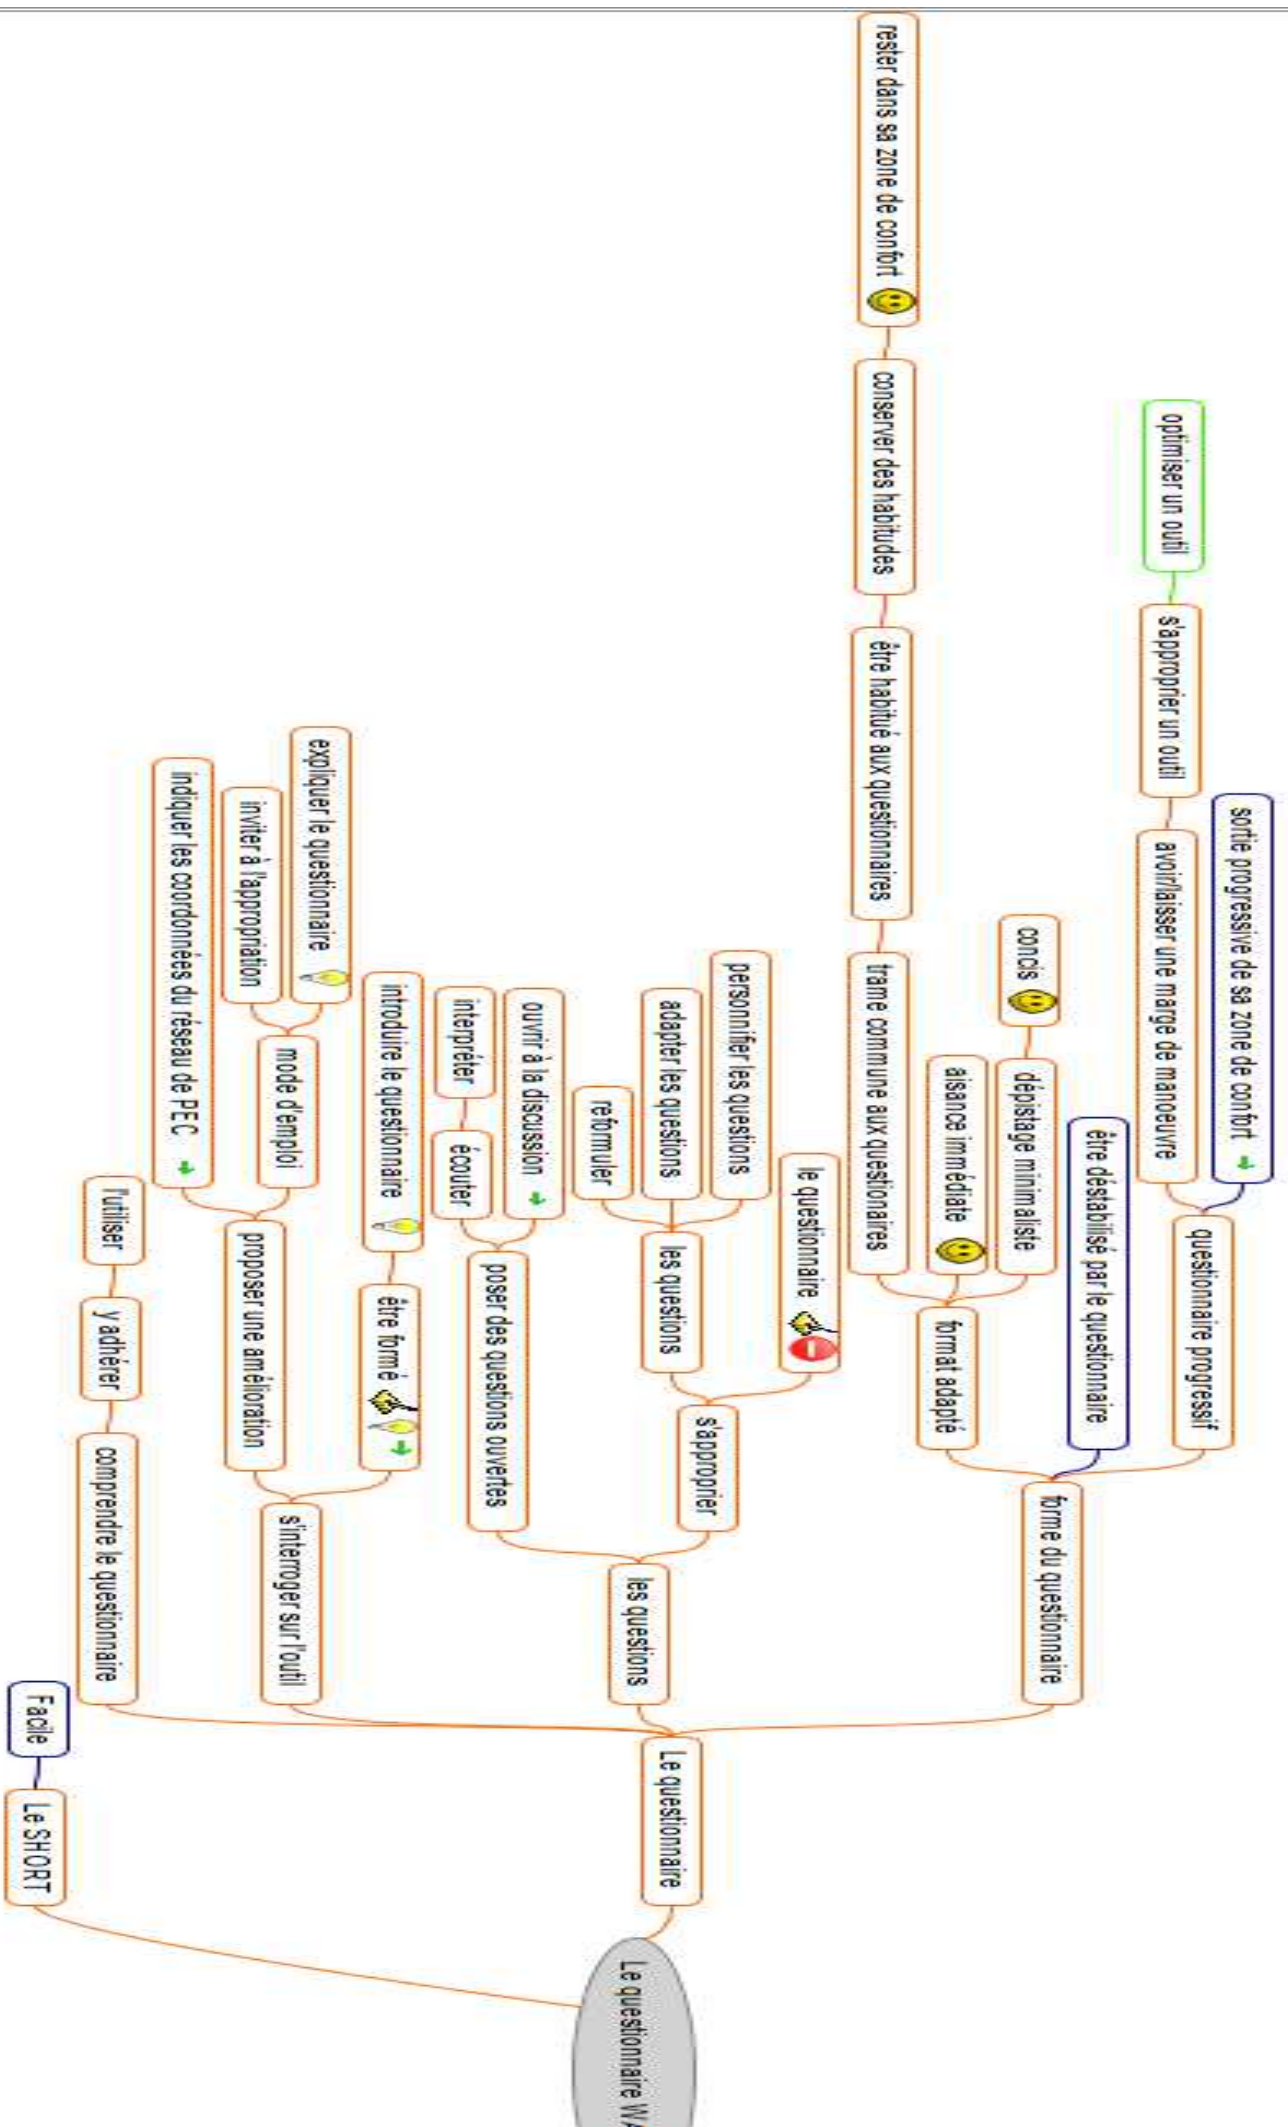 sortie progressive de sa zone de confort
questionnaire progressif
optimiser un outil
s'approprier un outil
avoir/laisser une marge de manoeuvre
être déstabilisé par le questionnaire
forme du questionnaire
concis
dépistage minimaliste
aisance immédiate
format adapté
rester dans sa zone de confort
conserver des habitudes
être habitué aux questionnaires
trame commune aux questionaires
le questionnaire
s'approprier
personnifier les questions
adapter les questions
les questions
reformuler
les questions
ouvrir à la discussion
poser des questions ouvertes
interpréter
écouter
Le questionnaire
introduire le questionnaire
être formé
s'interroger sur l'outil
expliquer le questionnaire
mode d'emploi
inviter à l'appropriation
proposer une amélioration
indiquer les coordonnées du réseau de PEC
l'utiliser
y adhérer
comprendre le questionnaire
Facile
Le SHORT
Le questionnaire WA